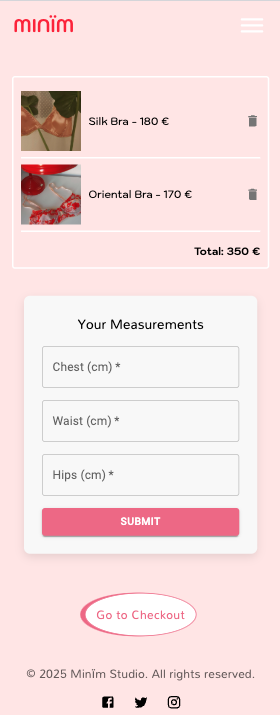 minïm
Silk Bra - 180 €
Oriental Bra - 170 €
Total: 350 €
Your Measurements
Chest (cm) *
Waist (cm) *
Hips (cm) *
SUBMIT
Go to Checkout
© 2025 Minïm Studio. All rights reserved.